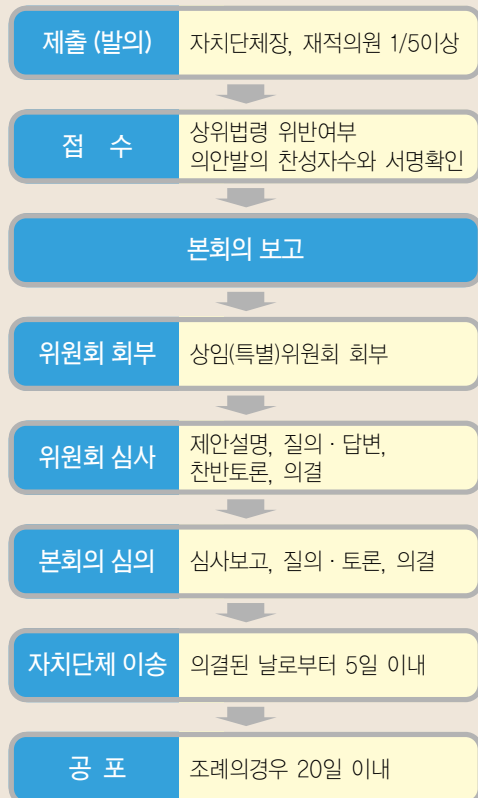 제출 (발의)
자치단체장, 재적의원 1/5이상
접 수
상위법령 위반여부
의안발의 찬성자수와 서명확인
본회의 보고
위원회 회부
상임(특별)위원회 회부
위원회 심사
제안설명, 질의 · 답변,
찬반토론, 의결
본회의 심의
심사보고, 질의 · 토론, 의결
자치단체 이송
의결된 날로부터 5일 이내
공 포
조례의경우 20일 이내